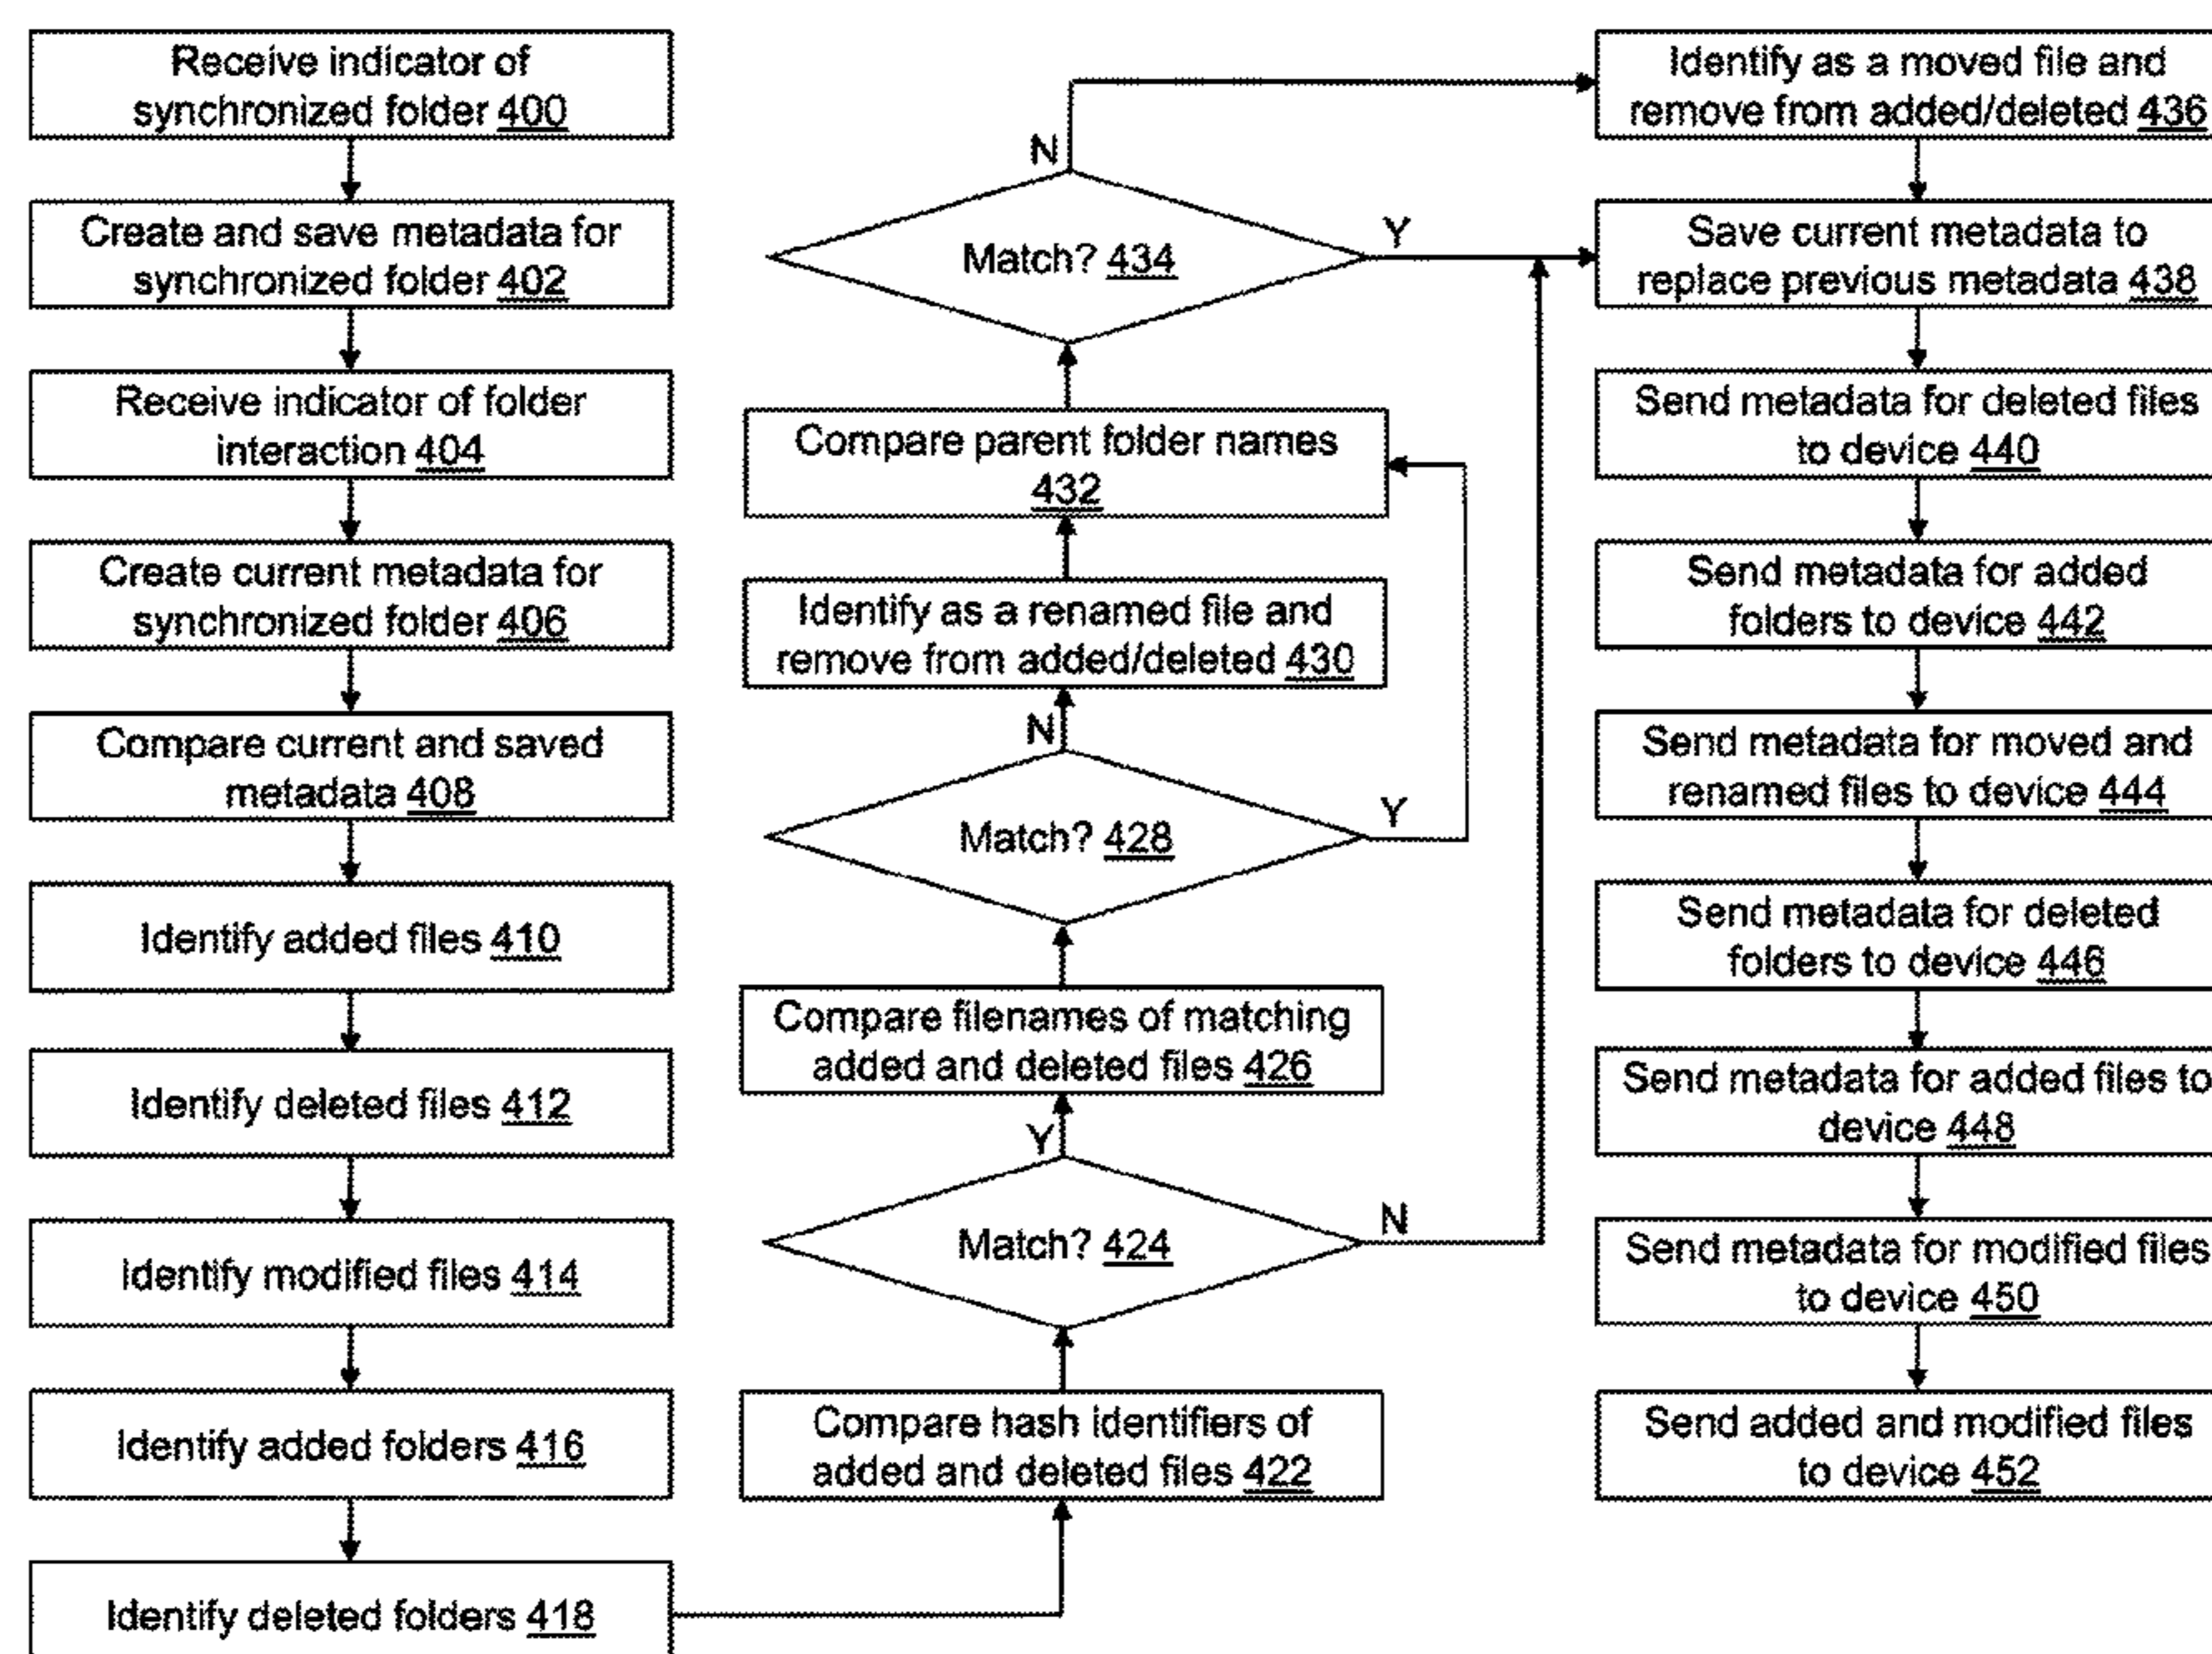 Receive indicator of
synchronized folder 400
Create and save metadata for
synchronized folder 402
Receive indicator of folder
interaction 404
Create current metadata for
synchronized folder 406
Compare current and saved
metadata 408
Identify added files 410
Identify deleted files 412
Identify modified files 414
Identify added folders 416
Identify deleted folders 418
Compare hash identifiers of
added and deleted files 422
Match? 424
Y
N
Compare filenames of matching
added and deleted files 426
Match? 428
N
Y
Identify as a renamed file and
remove from added/deleted 430
Compare parent folder names
432
Match? 434
N
Y
Identify as a moved file and
remove from added/deleted 436
Save current metadata to
replace previous metadata 438
Send metadata for deleted files
to device 440
Send metadata for added
folders to device 442
Send metadata for moved and
renamed files to device 444
Send metadata for deleted
folders to device 446
Send metadata for added files to
device 448
Send metadata for modified files
to device 450
Send added and modified files
to device 452